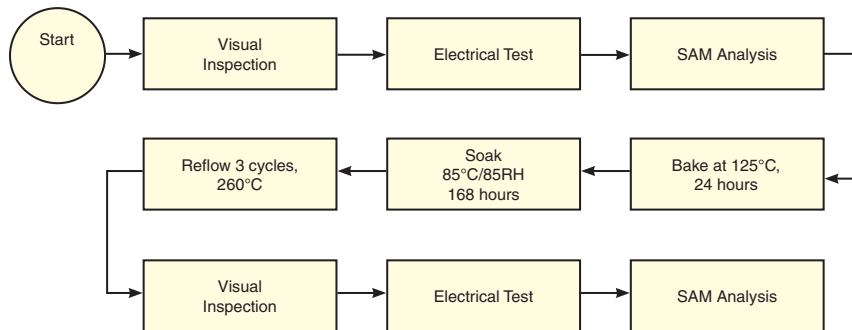 Start
Visual
Inspection
Electrical Test
SAM Analysis
Reflow 3 cycles,
260°C
Soak
85°C/85RH
168 hours
Bake at 125°C,
24 hours
Visual
Inspection
Electrical Test
SAM Analysis